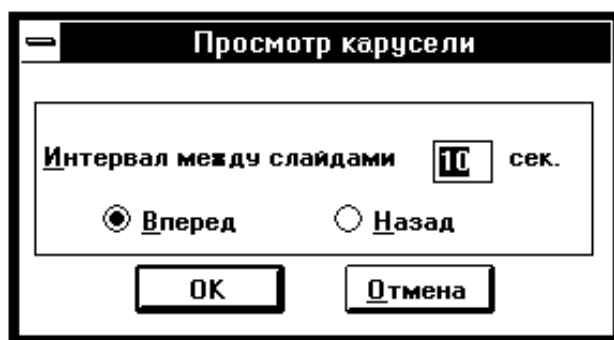 Просмотр карусели
Интервал между слайдами 10 сек.
Вперед Назад
OK Отмена